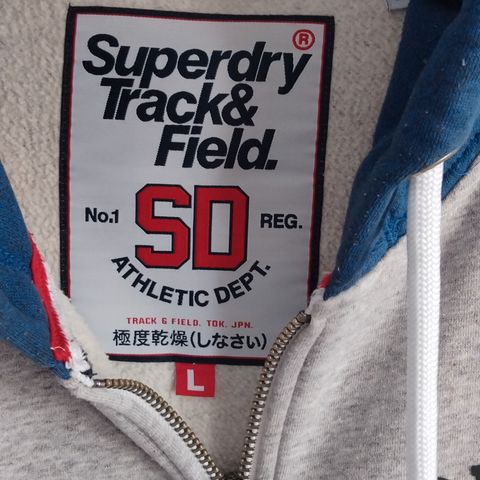 Superdry®
Track&
Field.
No.1 SD REG.
ATHLETIC DEPT.
TRACK & FIELD. TOK. JPN.
極度乾燥(しなさい)
L